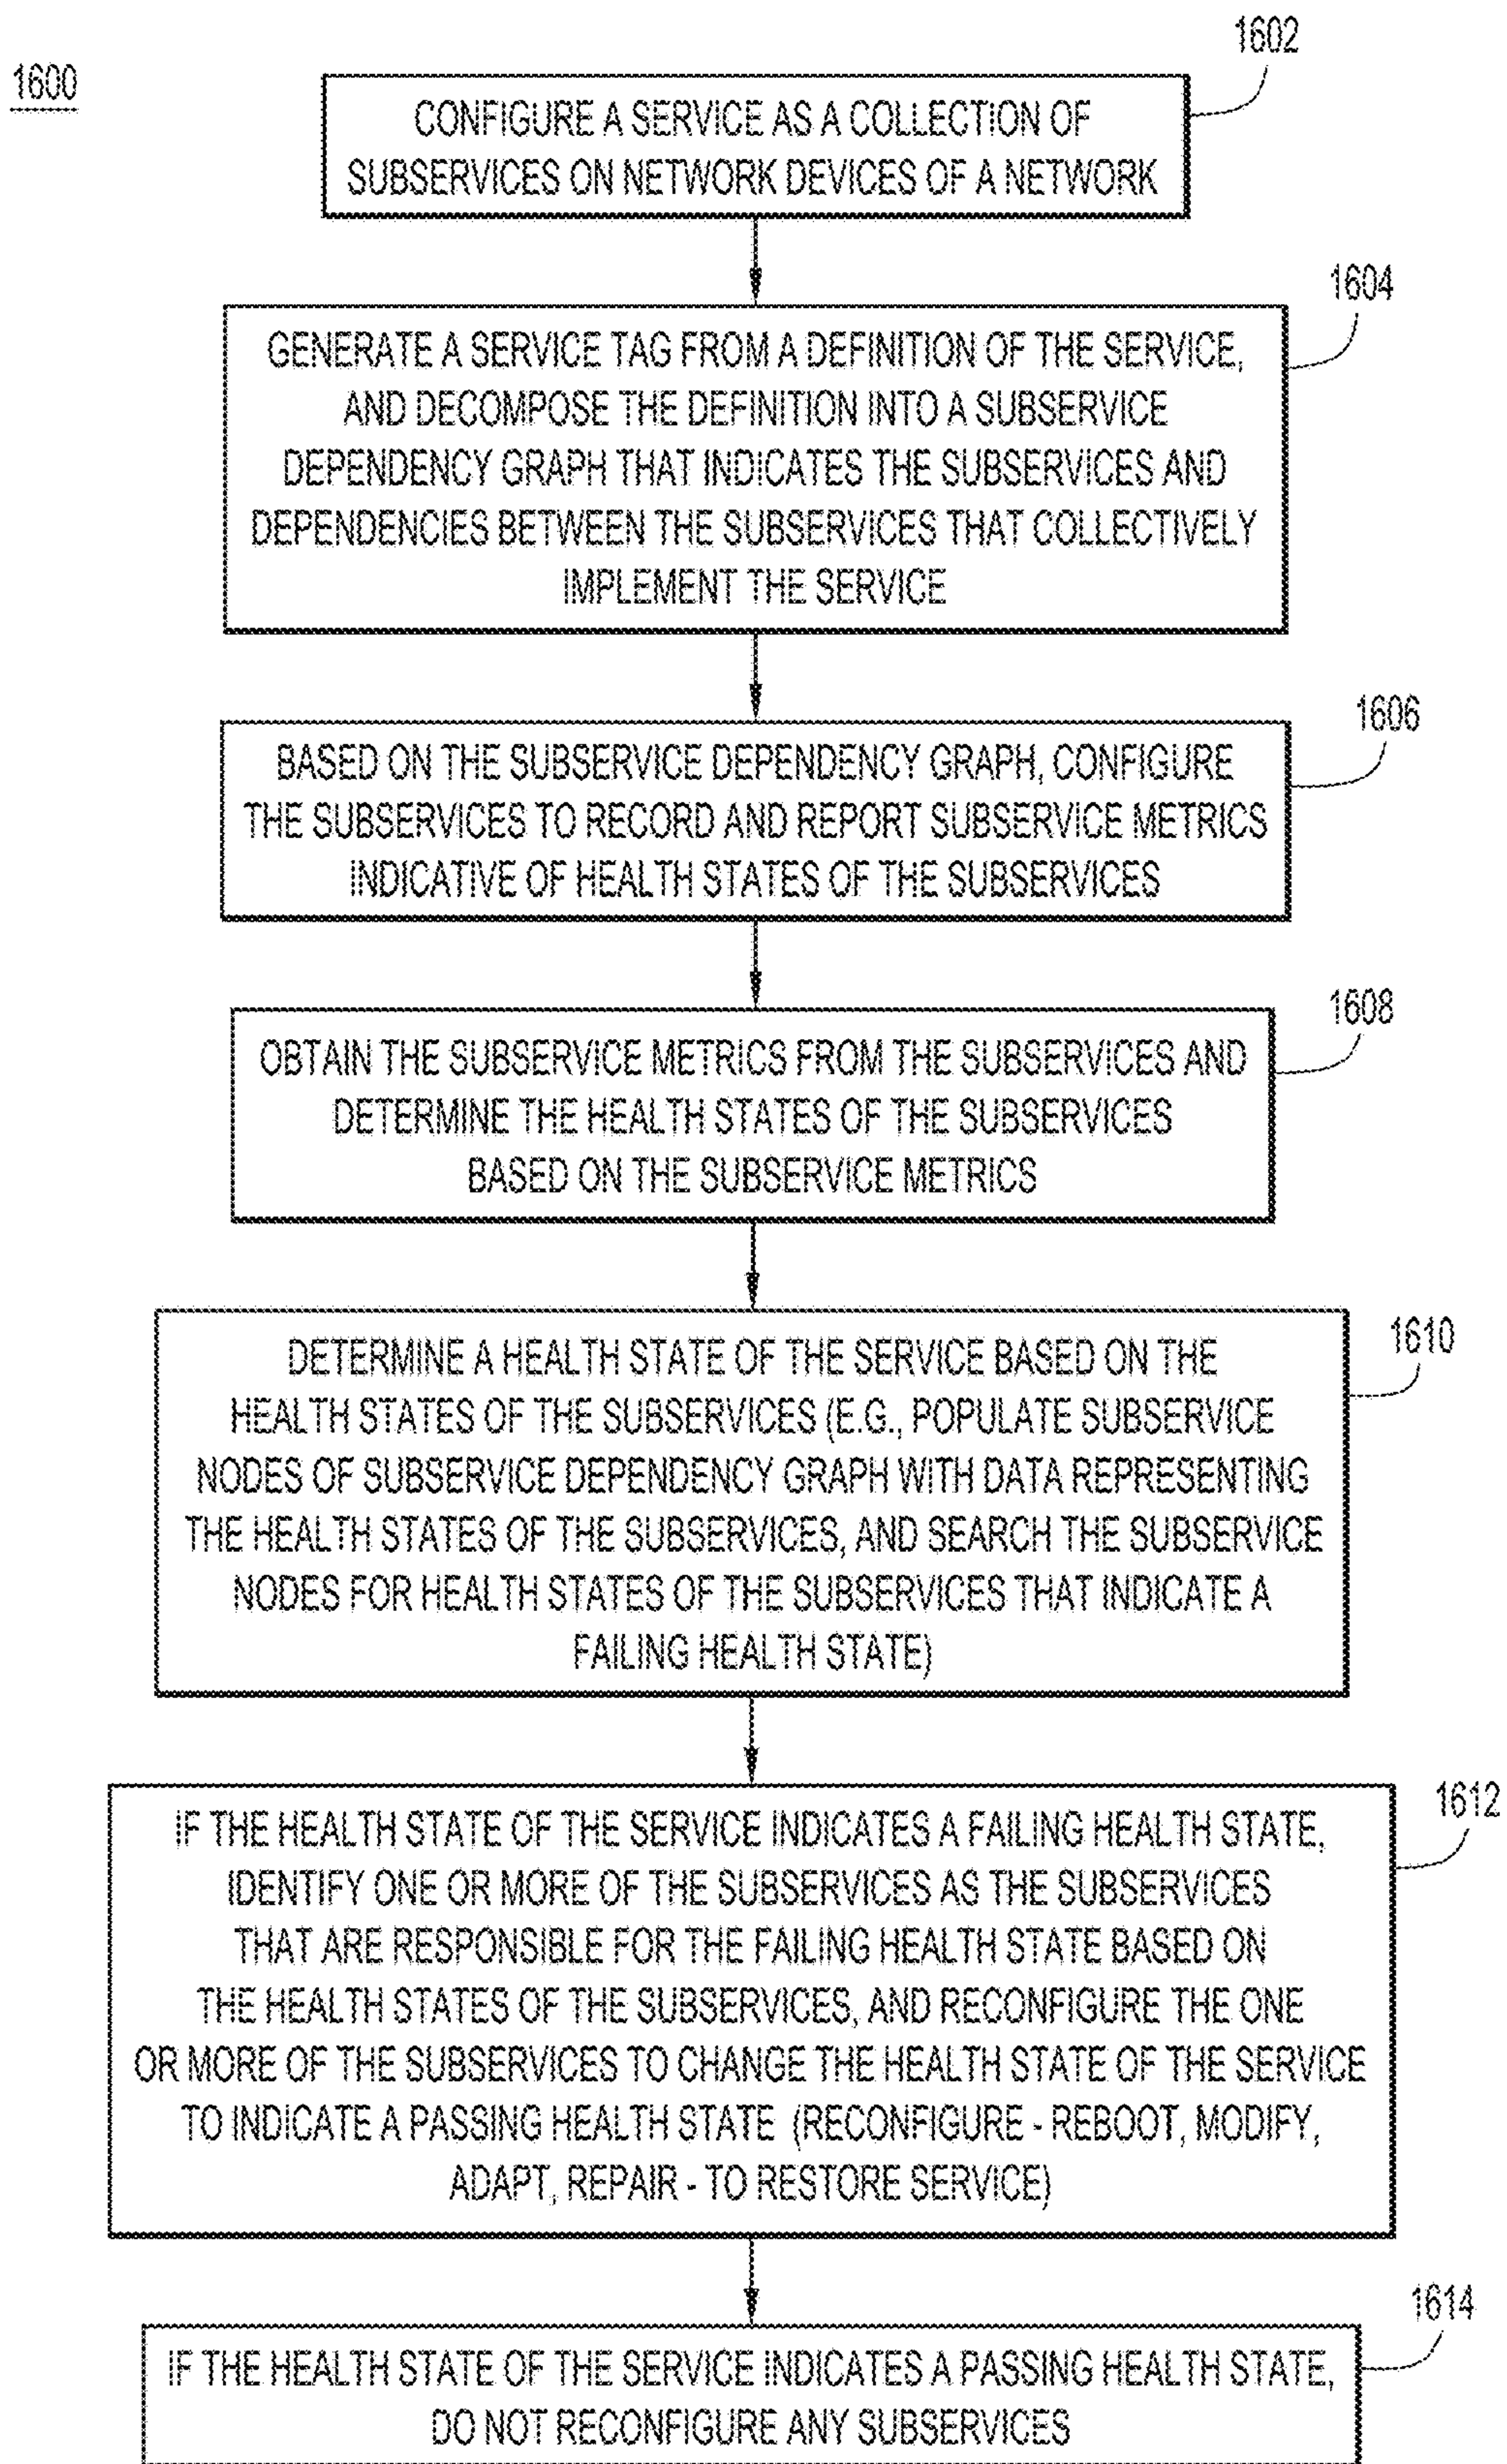 1600
1602
CONFIGURE A SERVICE AS A COLLECTION OF
SUBSERVICES ON NETWORK DEVICES OF A NETWORK
1604
GENERATE A SERVICE TAG FROM A DEFINITION OF THE SERVICE,
AND DECOMPOSE THE DEFINITION INTO A SUBSERVICE
DEPENDENCY GRAPH THAT INDICATES THE SUBSERVICES AND
DEPENDENCIES BETWEEN THE SUBSERVICES THAT COLLECTIVELY
IMPLEMENT THE SERVICE
1606
BASED ON THE SUBSERVICE DEPENDENCY GRAPH, CONFIGURE
THE SUBSERVICES TO RECORD AND REPORT SUBSERVICE METRICS
INDICATIVE OF HEALTH STATES OF THE SUBSERVICES
1608
OBTAIN THE SUBSERVICE METRICS FROM THE SUBSERVICES AND
DETERMINE THE HEALTH STATES OF THE SUBSERVICES
BASED ON THE SUBSERVICE METRICS
1610
DETERMINE A HEALTH STATE OF THE SERVICE BASED ON THE
HEALTH STATES OF THE SUBSERVICES (E.G., POPULATE SUBSERVICE
NODES OF SUBSERVICE DEPENDENCY GRAPH WITH DATA REPRESENTING
THE HEALTH STATES OF THE SUBSERVICES, AND SEARCH THE SUBSERVICE
NODES FOR HEALTH STATES OF THE SUBSERVICES THAT INDICATE A
FAILING HEALTH STATE)
1612
IF THE HEALTH STATE OF THE SERVICE INDICATES A FAILING HEALTH STATE,
IDENTIFY ONE OR MORE OF THE SUBSERVICES AS THE SUBSERVICES
THAT ARE RESPONSIBLE FOR THE FAILING HEALTH STATE BASED ON
THE HEALTH STATES OF THE SUBSERVICES, AND RECONFIGURE THE ONE
OR MORE OF THE SUBSERVICES TO CHANGE THE HEALTH STATE OF THE SERVICE
TO INDICATE A PASSING HEALTH STATE (RECONFIGURE - REBOOT, MODIFY,
ADAPT, REPAIR - TO RESTORE SERVICE)
1614
IF THE HEALTH STATE OF THE SERVICE INDICATES A PASSING HEALTH STATE,
DO NOT RECONFIGURE ANY SUBSERVICES